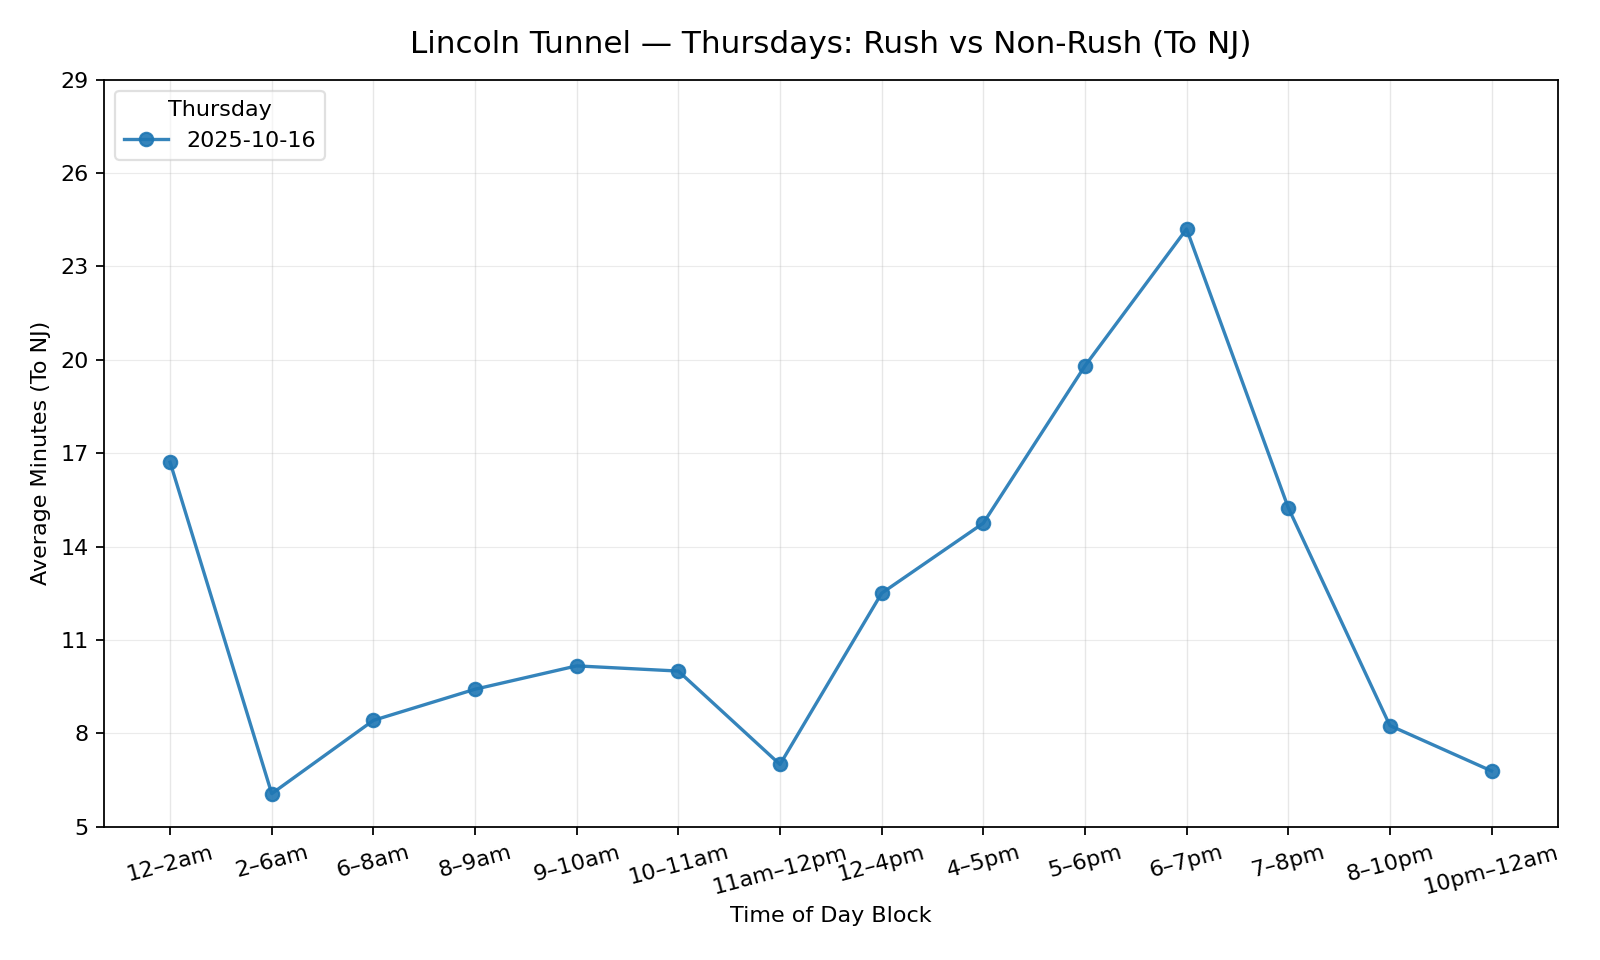 Lincoln Tunnel — Thursdays: Rush vs Non-Rush (To NJ)
Thursday
2025-10-16
Average Minutes (To NJ)
29
26
23
20
17
14
11
8
5
12–2am
2–6am
6–8am
8–9am
9–10am
10–11am
11am–12pm
12–4pm
4–5pm
5–6pm
6–7pm
7–8pm
8–10pm
10pm–12am
Time of Day Block